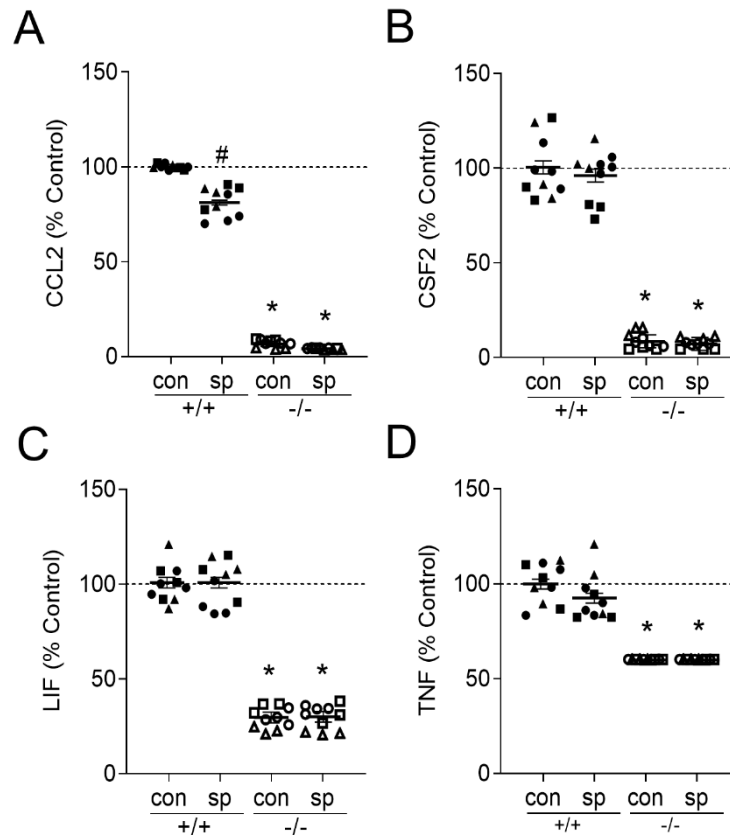 A
CCL2 (% Control)
150
100
50
0
#
* *
con sp con sp
+/+ -/-
B
CSF2 (% Control)
150
100
50
0
* *
con sp con sp
+/+ -/-
C
LIF (% Control)
150
100
50
0
* *
con sp con sp
+/+ -/-
D
TNF (% Control)
150
100
50
0
* *
con sp con sp
+/+ -/-